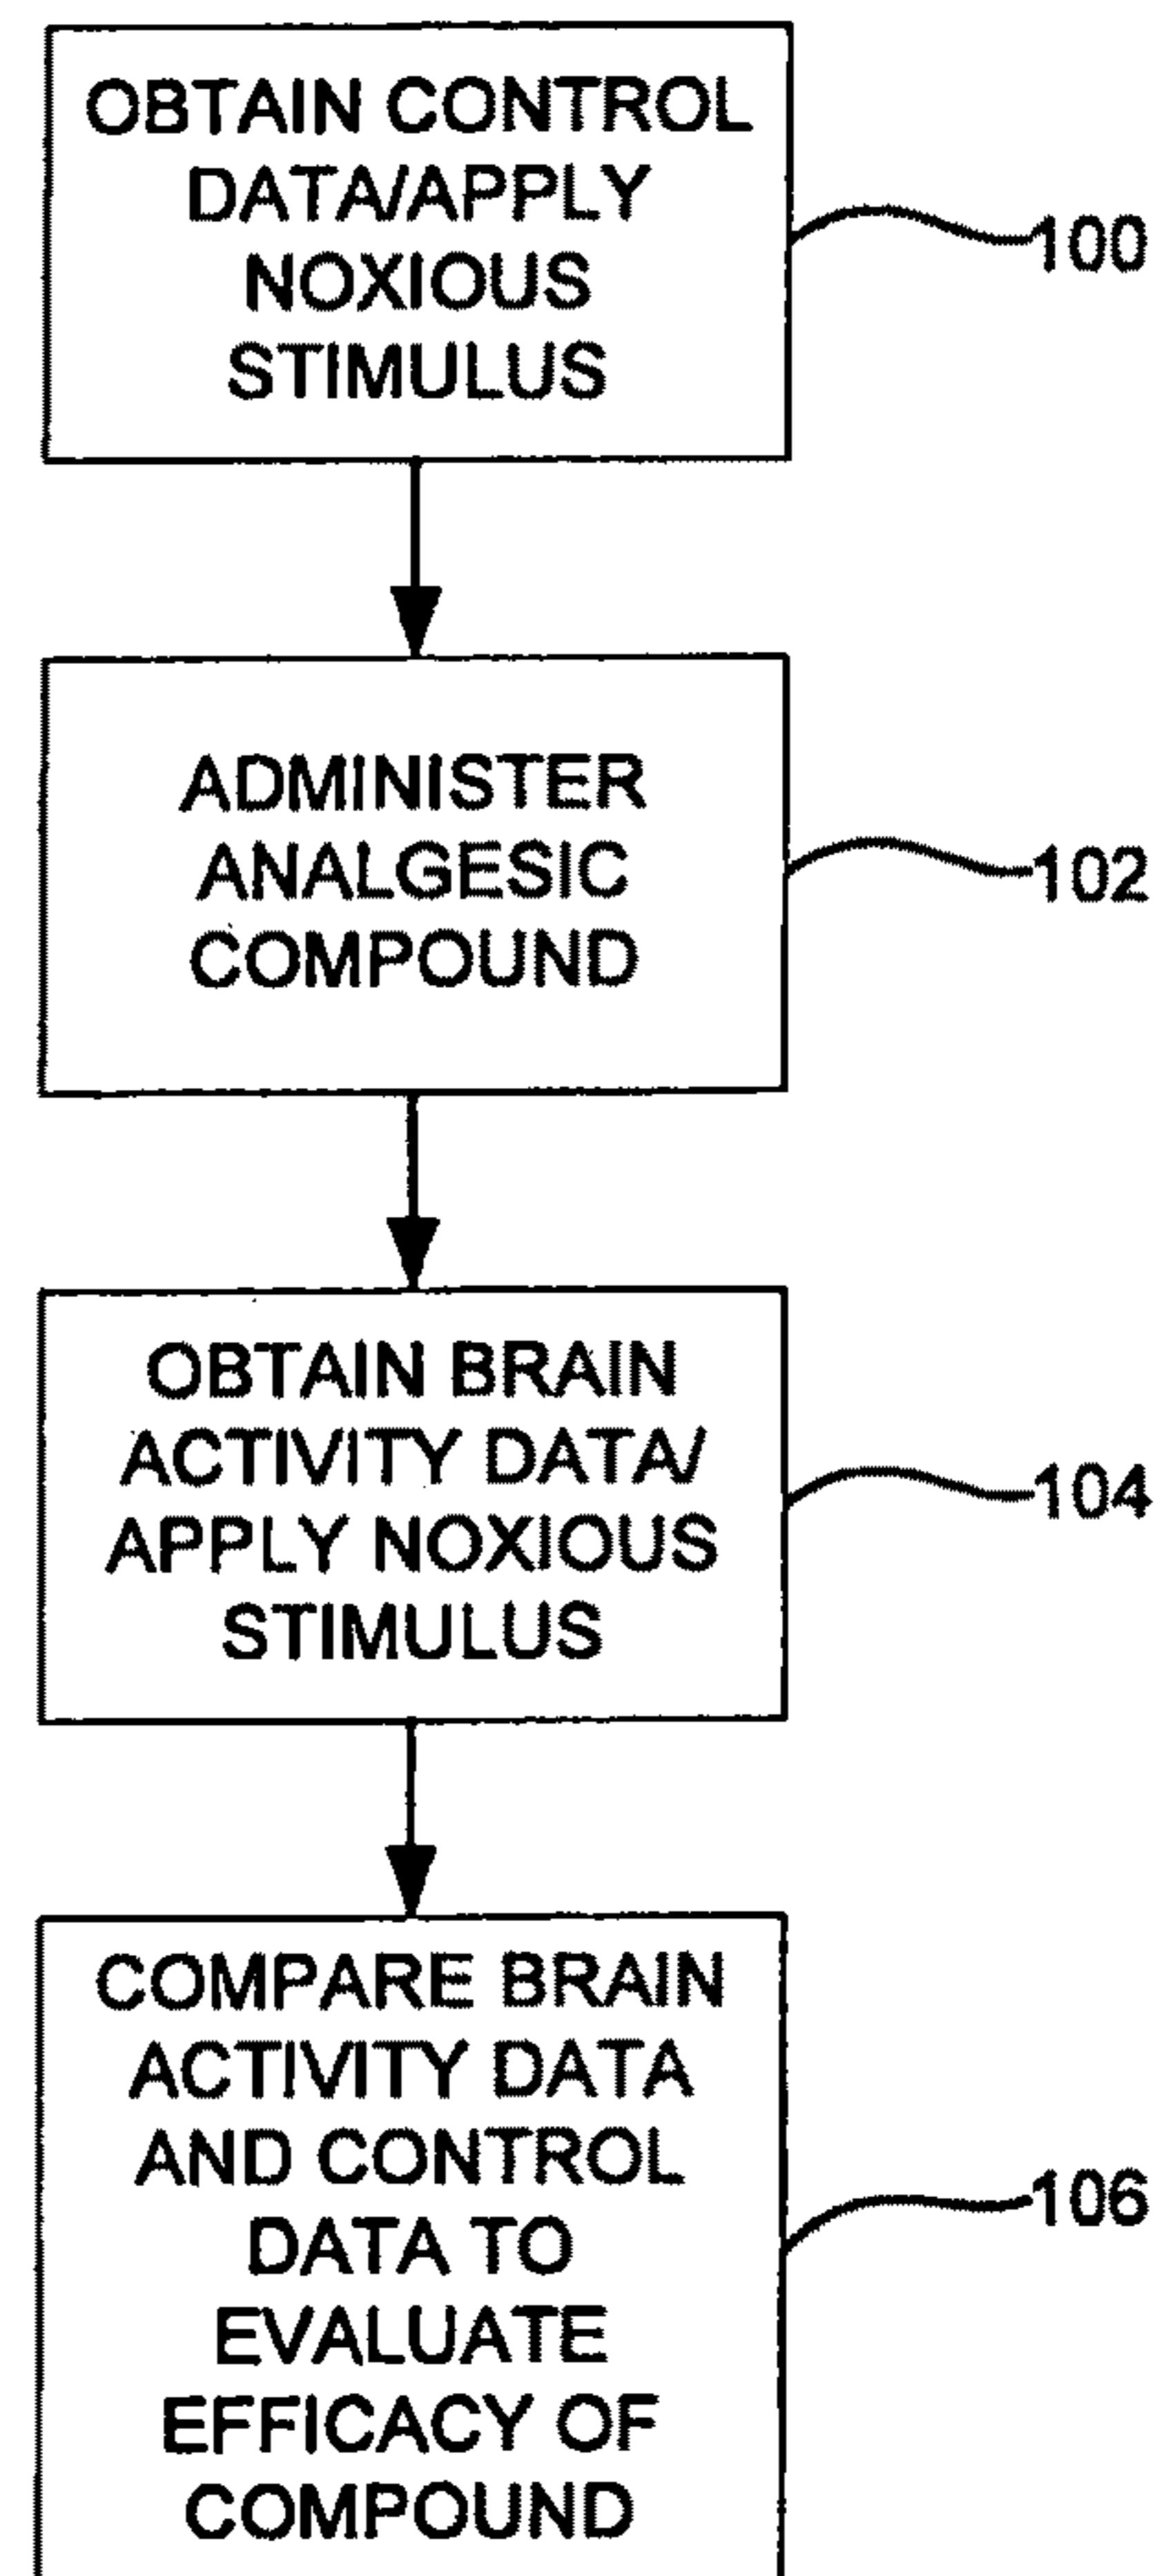 OBTAIN CONTROL
DATA/APPLY
NOXIOUS
STIMULUS
100
ADMINISTER
ANALGESIC
COMPOUND
102
OBTAIN BRAIN
ACTIVITY DATA/
APPLY NOXIOUS
STIMULUS
104
COMPARE BRAIN
ACTIVITY DATA
AND CONTROL
DATA TO
EVALUATE
EFFICACY OF
COMPOUND
106